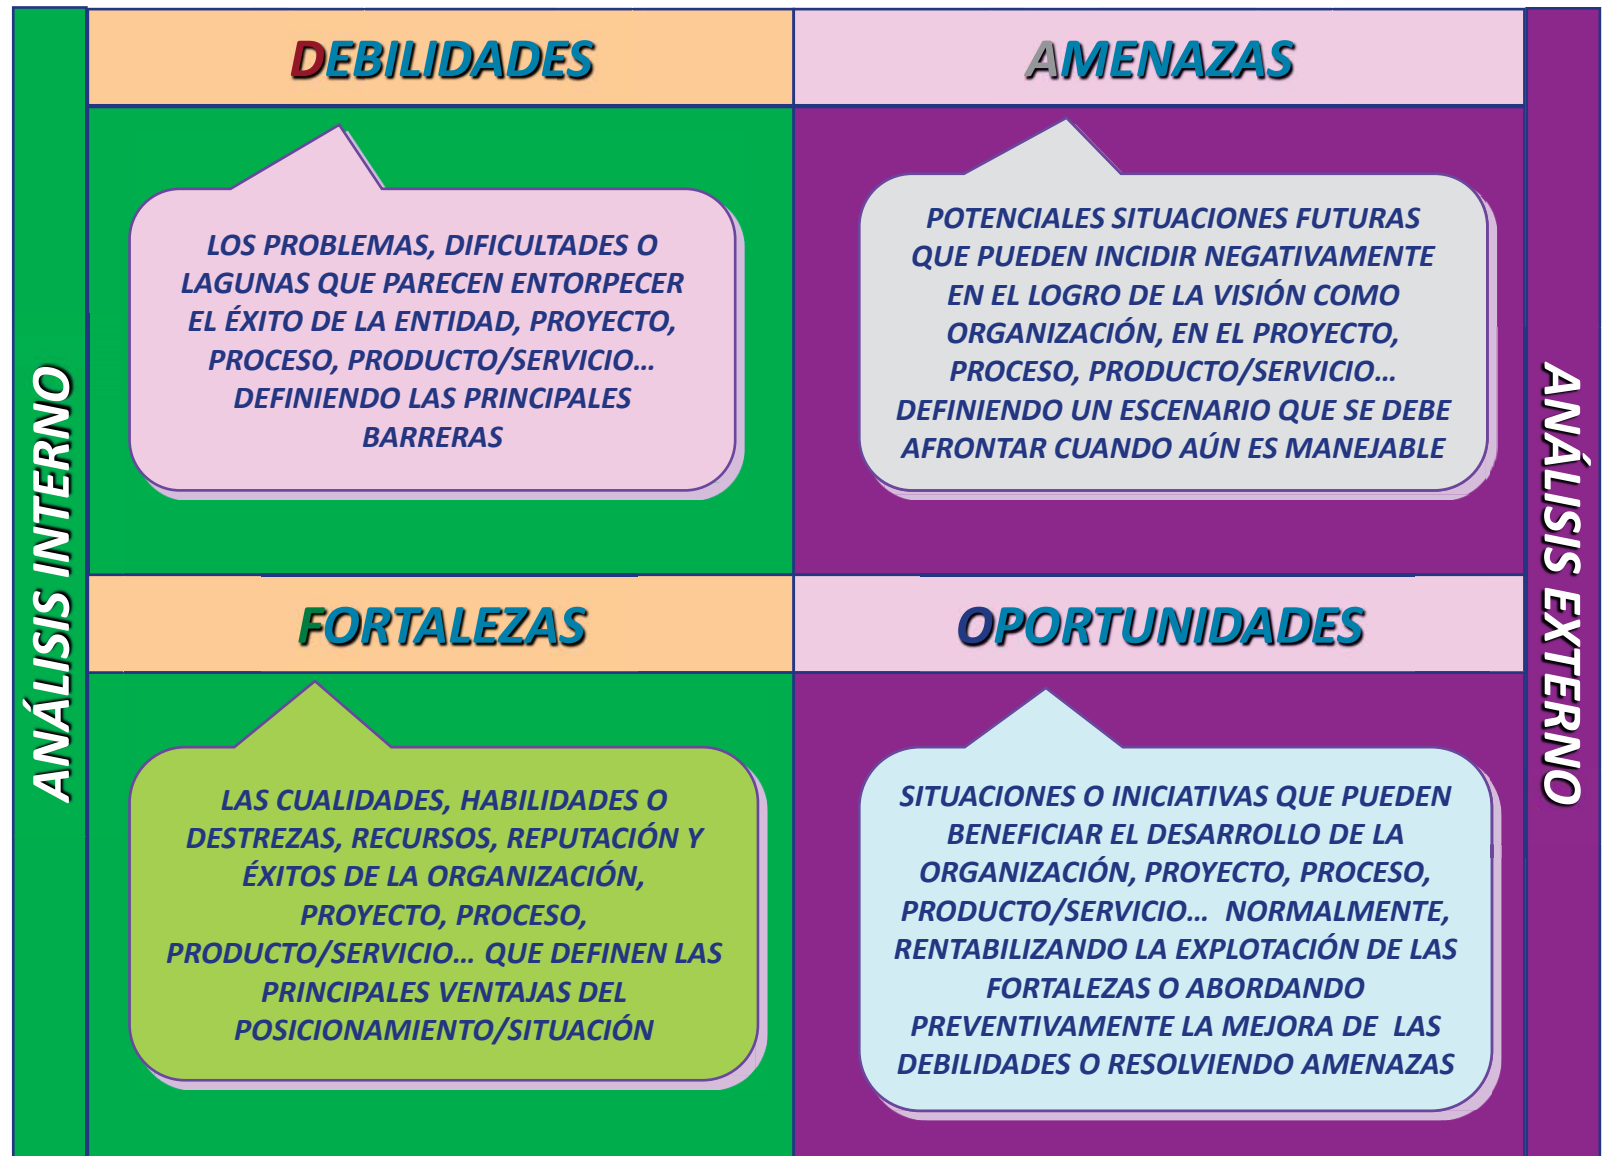 DEBILIDADES
LOS PROBLEMAS, DIFICULTADES O
LAGUNAS QUE PARECEN ENTORPECER
EL ÉXITO DE LA ENTIDAD, PROYECTO,
PROCESO, PRODUCTO/SERVICIO…
DEFINIENDO LAS PRINCIPALES
BARRERAS
AMENAZAS
POTENCIALES SITUACIONES FUTURAS
QUE PUEDEN INCIDIR NEGATIVAMENTE
EN EL LOGRO DE LA VISIÓN COMO
ORGANIZACIÓN, EN EL PROYECTO,
PROCESO, PRODUCTO/SERVICIO…
DEFINIENDO UN ESCENARIO QUE SE DEBE
AFRONTAR CUANDO AÚN ES MANEJABLE
ANÁLISIS INTERNO
ANÁLISIS EXTERNO
FORTALEZAS
LAS CUALIDADES, HABILIDADES O
DESTREZAS, RECURSOS, REPUTACIÓN Y
ÉXITOS DE LA ORGANIZACIÓN,
PROYECTO, PROCESO,
PRODUCTO/SERVICIO… QUE DEFINEN LAS
PRINCIPALES VENTAJAS DEL
POSICIONAMIENTO/SITUACIÓN
OPORTUNIDADES
SITUACIONES O INICIATIVAS QUE PUEDEN
BENEFICIAR EL DESARROLLO DE LA
ORGANIZACIÓN, PROYECTO, PROCESO,
PRODUCTO/SERVICIO… NORMALMENTE,
RENTABILIZANDO LA EXPLOTACIÓN DE LAS
FORTALEZAS O ABORDANDO
PREVENTIVAMENTE LA MEJORA DE LAS
DEBILIDADES O RESOLVIENDO AMENAZAS